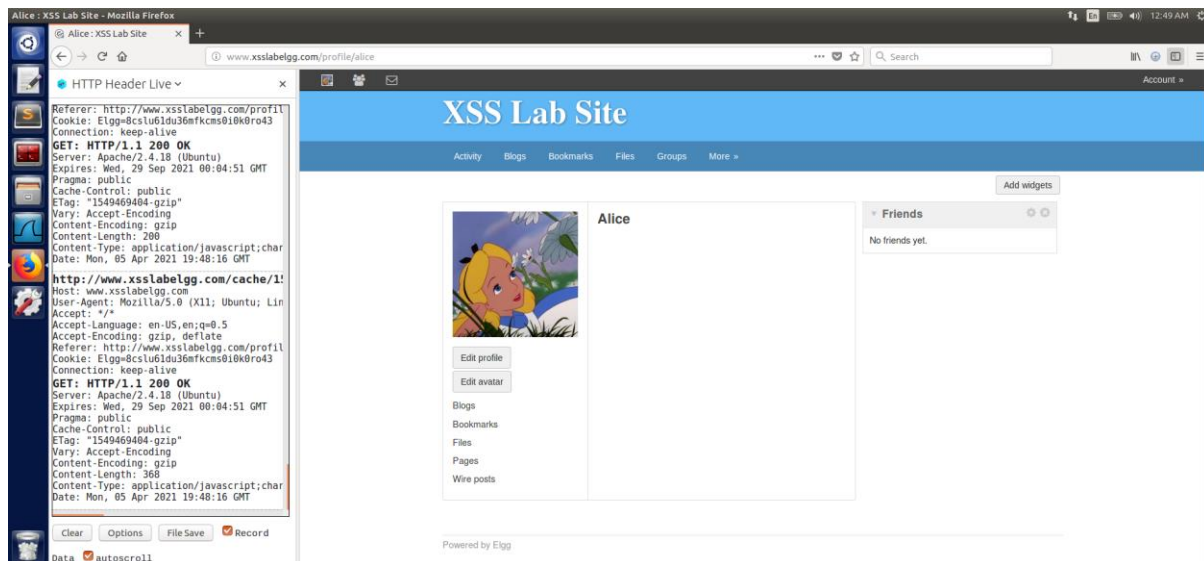 Alice : XSS Lab Site - Mozilla Firefox
En
12:49 AM
Alice : XSS Lab Site
www.xsslabelgg.com/profile/alice
Search
HTTP Header Live
Account »
Referer: http://www.xsslabelgg.com/profil
Cookie: Elgg=8cslu61du36mfkcms0i0k0ro43
Connection: keep-alive
GET: HTTP/1.1 200 OK
Server: Apache/2.4.18 (Ubuntu)
Expires: Wed, 29 Sep 2021 00:04:51 GMT
Pragma: public
Cache-Control: public
ETag: "1549469404-gzip"
Vary: Accept-Encoding
Content-Encoding: gzip
Content-Length: 200
Content-Type: application/javascript;char
Date: Mon, 05 Apr 2021 19:48:16 GMT
http://www.xsslabelgg.com/cache/15
Host: www.xsslabelgg.com
User-Agent: Mozilla/5.0 (X11; Ubuntu; Lin
Accept: */*
Accept-Language: en-US,en;q=0.5
Accept-Encoding: gzip, deflate
Referer: http://www.xsslabelgg.com/profil
Cookie: Elgg=8cslu61du36mfkcms0i0k0ro43
Connection: keep-alive
GET: HTTP/1.1 200 OK
Server: Apache/2.4.18 (Ubuntu)
Expires: Wed, 29 Sep 2021 00:04:51 GMT
Pragma: public
Cache-Control: public
ETag: "1549469404-gzip"
Vary: Accept-Encoding
Content-Encoding: gzip
Content-Length: 368
Content-Type: application/javascript;char
Date: Mon, 05 Apr 2021 19:48:16 GMT
Clear
Options
File Save
Record
Data
autoscroll
XSS Lab Site
Activity
Blogs
Bookmarks
Files
Groups
More »
Add widgets
Alice
Edit profile
Edit avatar
Blogs
Bookmarks
Files
Pages
Wire posts
Friends
No friends yet.
Powered by Elgg